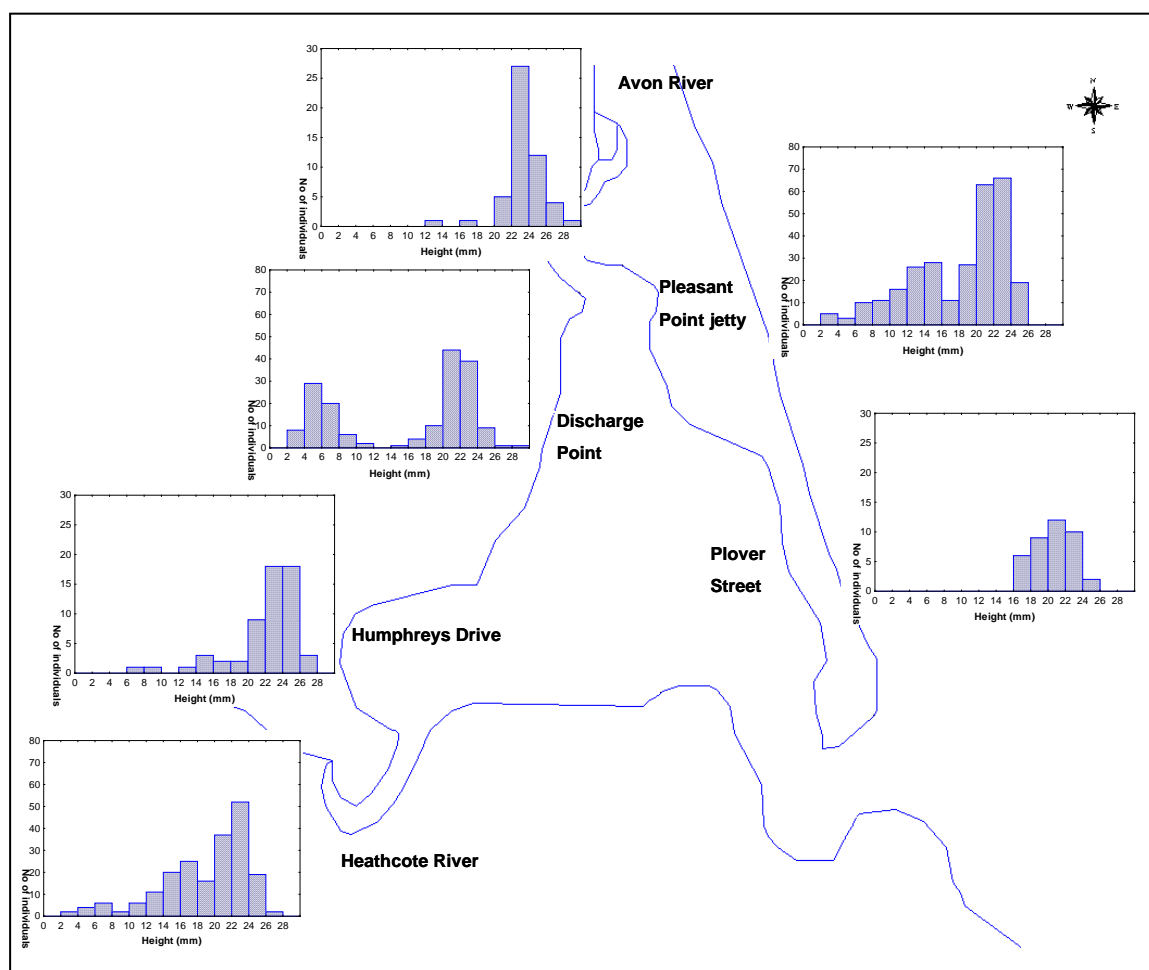 30
25
20
15
10
5
0
No of individuals
0 2 4 6 8 10 12 14 16 18 20 22 24 26 28
Height (mm)
Avon River
N
W E
S
80
70
60
50
40
30
20
10
0
No of individuals
0 2 4 6 8 10 12 14 16 18 20 22 24 26 28
Height (mm)
80
70
60
50
40
30
20
10
0
No of individuals
0 2 4 6 8 10 12 14 16 18 20 22 24 26 28
Height (mm)
Pleasant
Point jetty
Discharge
Point
30
25
20
15
10
5
0
No of individuals
0 2 4 6 8 10 12 14 16 18 20 22 24 26 28
Height (mm)
30
25
20
15
10
5
0
No of individuals
0 2 4 6 8 10 12 14 16 18 20 22 24 26 28
Height (mm)
Plover
Street
Humphreys Drive
80
70
60
50
40
30
20
10
0
No of individuals
0 2 4 6 8 10 12 14 16 18 20 22 24 26 28
Height (mm)
Heathcote River